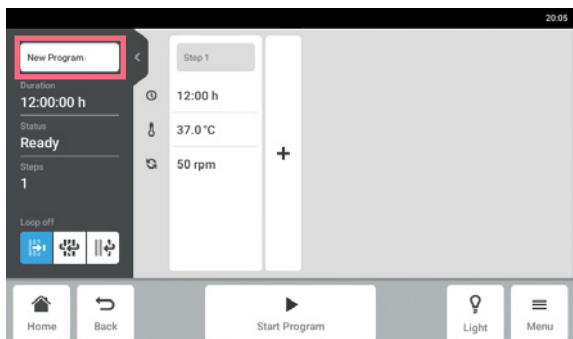 20:05
New Program
Duration
12:00:00 h
Status
Ready
Steps
1
Loop off
Step 1
12:00 h
37.0 °C
50 rpm
+
Home
Back
Start Program
Light
Menu